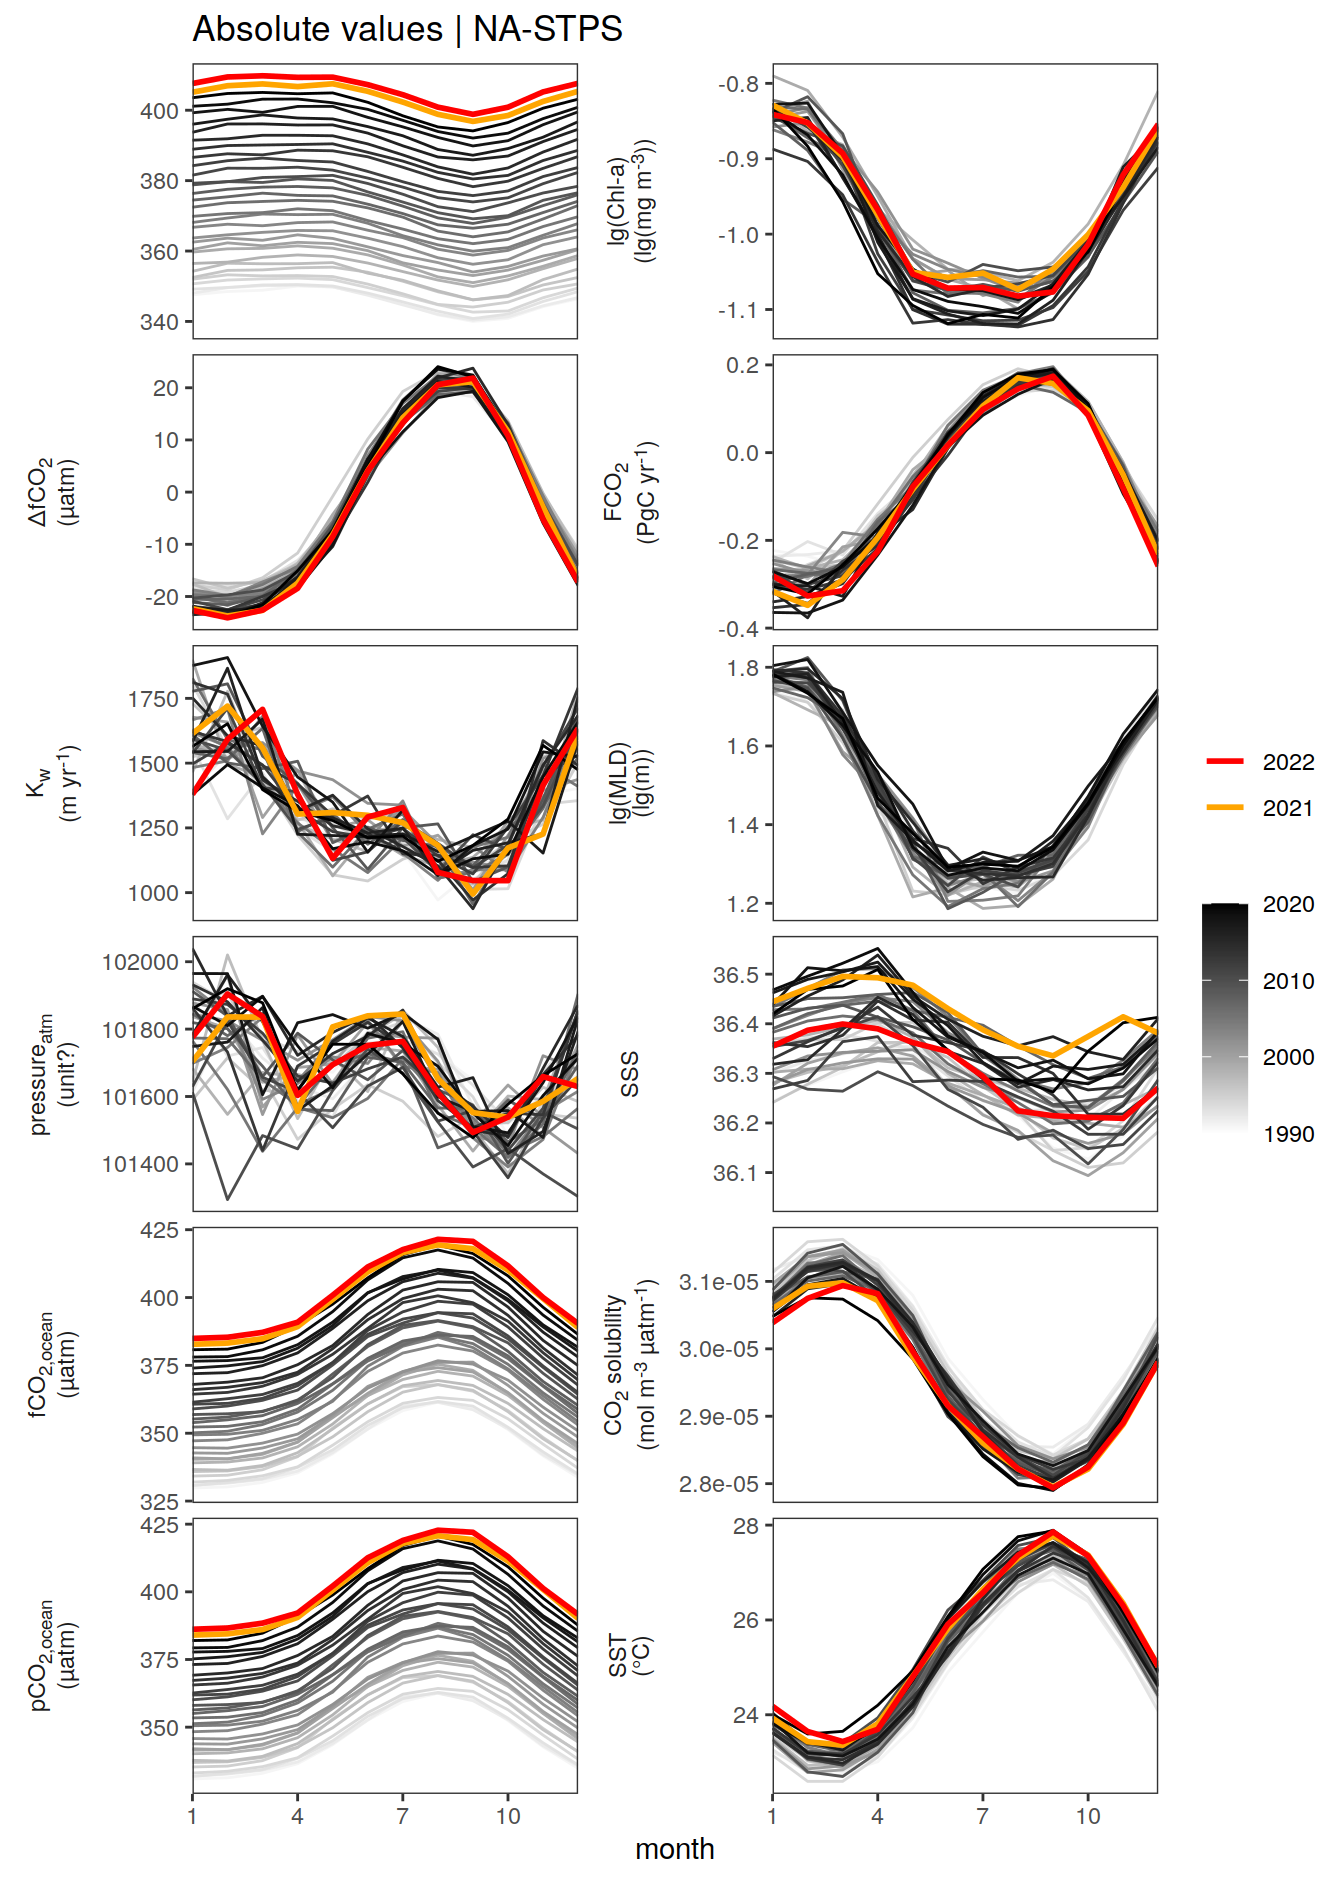 Absolute values | NA-STPS
400
380
360
340
lg(Chl-a)
(lg(mg m⁻³))
-0.8
-0.9
-1.0
-1.1
ΔfCO₂
(µatm)
20
10
0
-10
-20
FCO₂
(PgC yr⁻¹)
0.2
0.0
-0.2
-0.4
K_w
(m yr⁻¹)
1750
1500
1250
1000
lg(MLD)
(lg(m))
1.8
1.6
1.4
1.2
pressure_atm
(unit?)
102000
101800
101600
101400
SSS
36.5
36.4
36.3
36.2
36.1
fCO₂,ocean
(µatm)
425
400
375
350
325
CO₂ solubility
(mol m⁻³ µatm⁻¹)
3.1e-05
3.0e-05
2.9e-05
2.8e-05
pCO₂,ocean
(µatm)
425
400
375
350
SST
(°C)
28
26
24
1 4 7 10
1 4 7 10
month
2022
2021
2020
2010
2000
1990